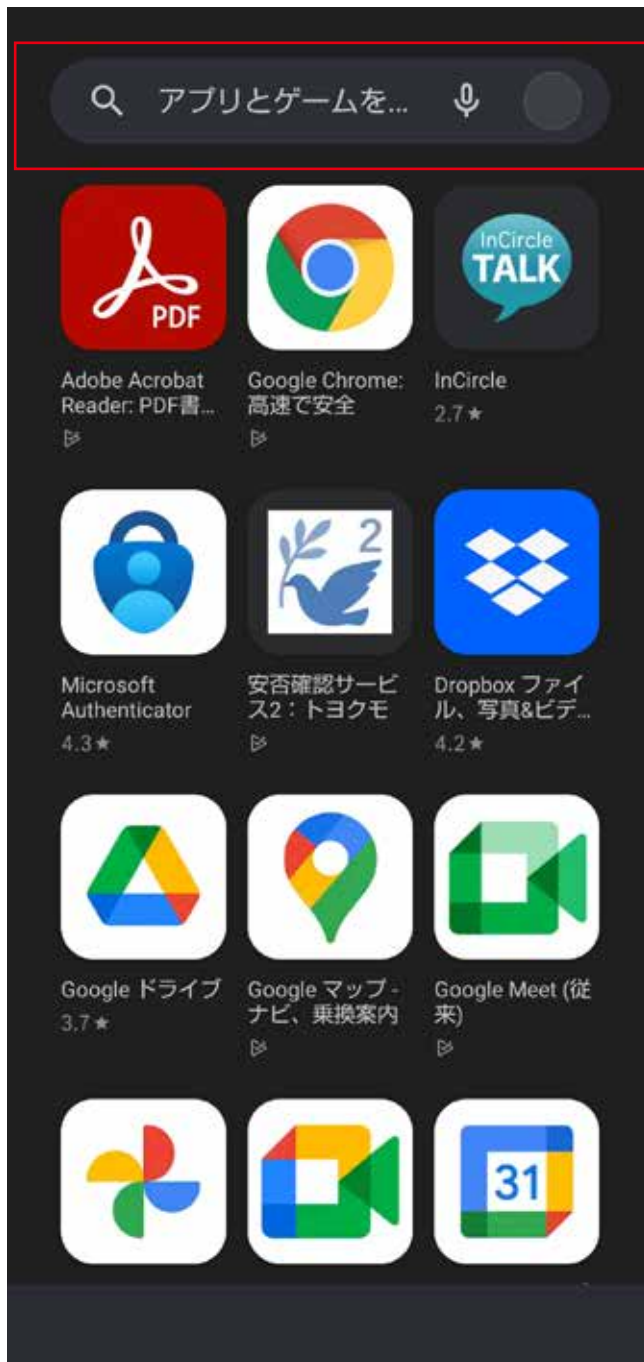 アプリとゲームを...
PDF
InCircle
TALK
Adobe Acrobat
Reader: PDF書...
Google Chrome:
高速で安全
InCircle
2.7★
2
Microsoft
Authenticator
4.3★
安否確認サービ
ス2：トヨクモ
Dropbox ファイ
ル、写真&ビデ...
4.2★
Google ドライブ
3.7★
Google マップ -
ナビ、乗換案内
Google Meet (従
来)
31